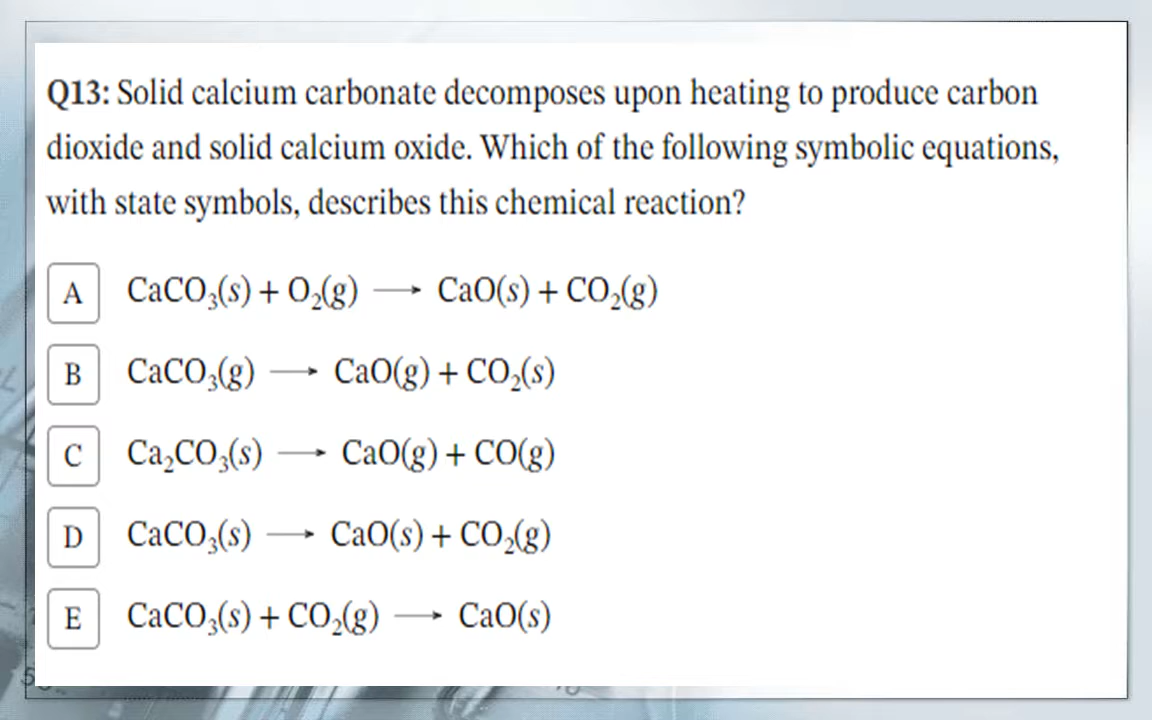 Q13: Solid calcium carbonate decomposes upon heating to produce carbon
dioxide and solid calcium oxide. Which of the following symbolic equations,
with state symbols, describes this chemical reaction?
A CaCO₃(s) + O₂(g) ⟶ CaO(s) + CO₂(g)
B CaCO₃(g) ⟶ CaO(g) + CO₂(s)
C Ca₂CO₃(s) ⟶ CaO(g) + CO(g)
D CaCO₃(s) ⟶ CaO(s) + CO₂(g)
E CaCO₃(s) + CO₂(g) ⟶ CaO(s)